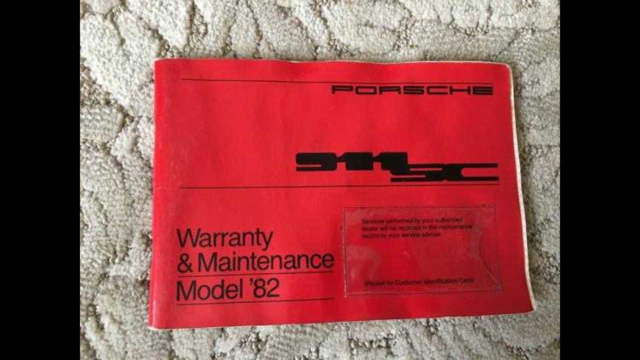 PORSCHE
911SC
Warranty
& Maintenance
Model '82
Services performed by your authorized
dealer will be recorded in the maintenance
record by your service advisor.
(Pocket for Customer Identification Card)